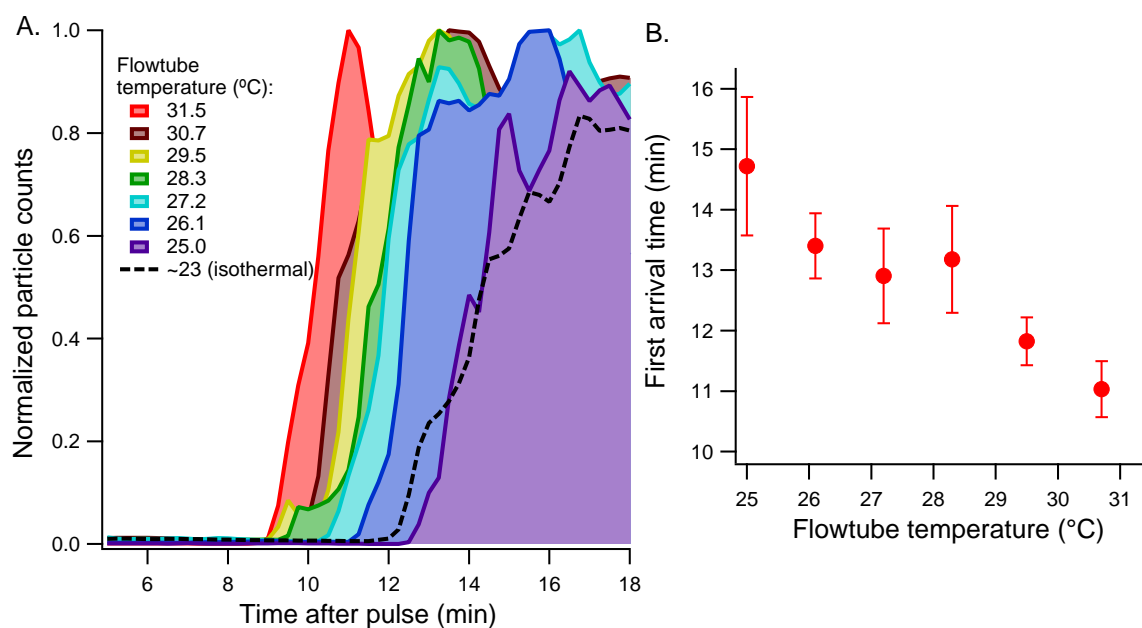 A.
1.0
0.8
0.6
0.4
0.2
0.0
Normalized particle counts
Flowtube
temperature (ºC):
31.5
30.7
29.5
28.3
27.2
26.1
25.0
~23 (isothermal)
6 8 10 12 14 16 18
Time after pulse (min)
B.
16
15
14
13
12
11
10
First arrival time (min)
25 26 27 28 29 30 31
Flowtube temperature (°C)